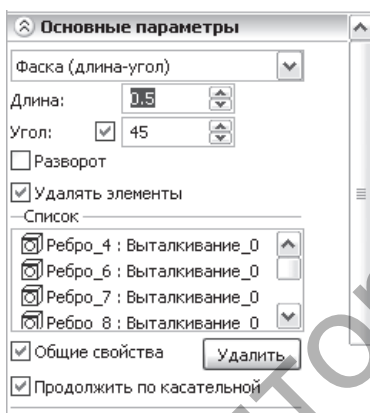 Основные параметры
Фаска (длина-угол)
Длина: 0.5
Угол: 45
Разворот
Удалять элементы
Список
Ребро_4 : Выталкивание_0
Ребро_6 : Выталкивание_0
Ребро_7 : Выталкивание_0
Ребро_8 : Выталкивание_0
Общие свойства Удалить
Продолжить по касательной